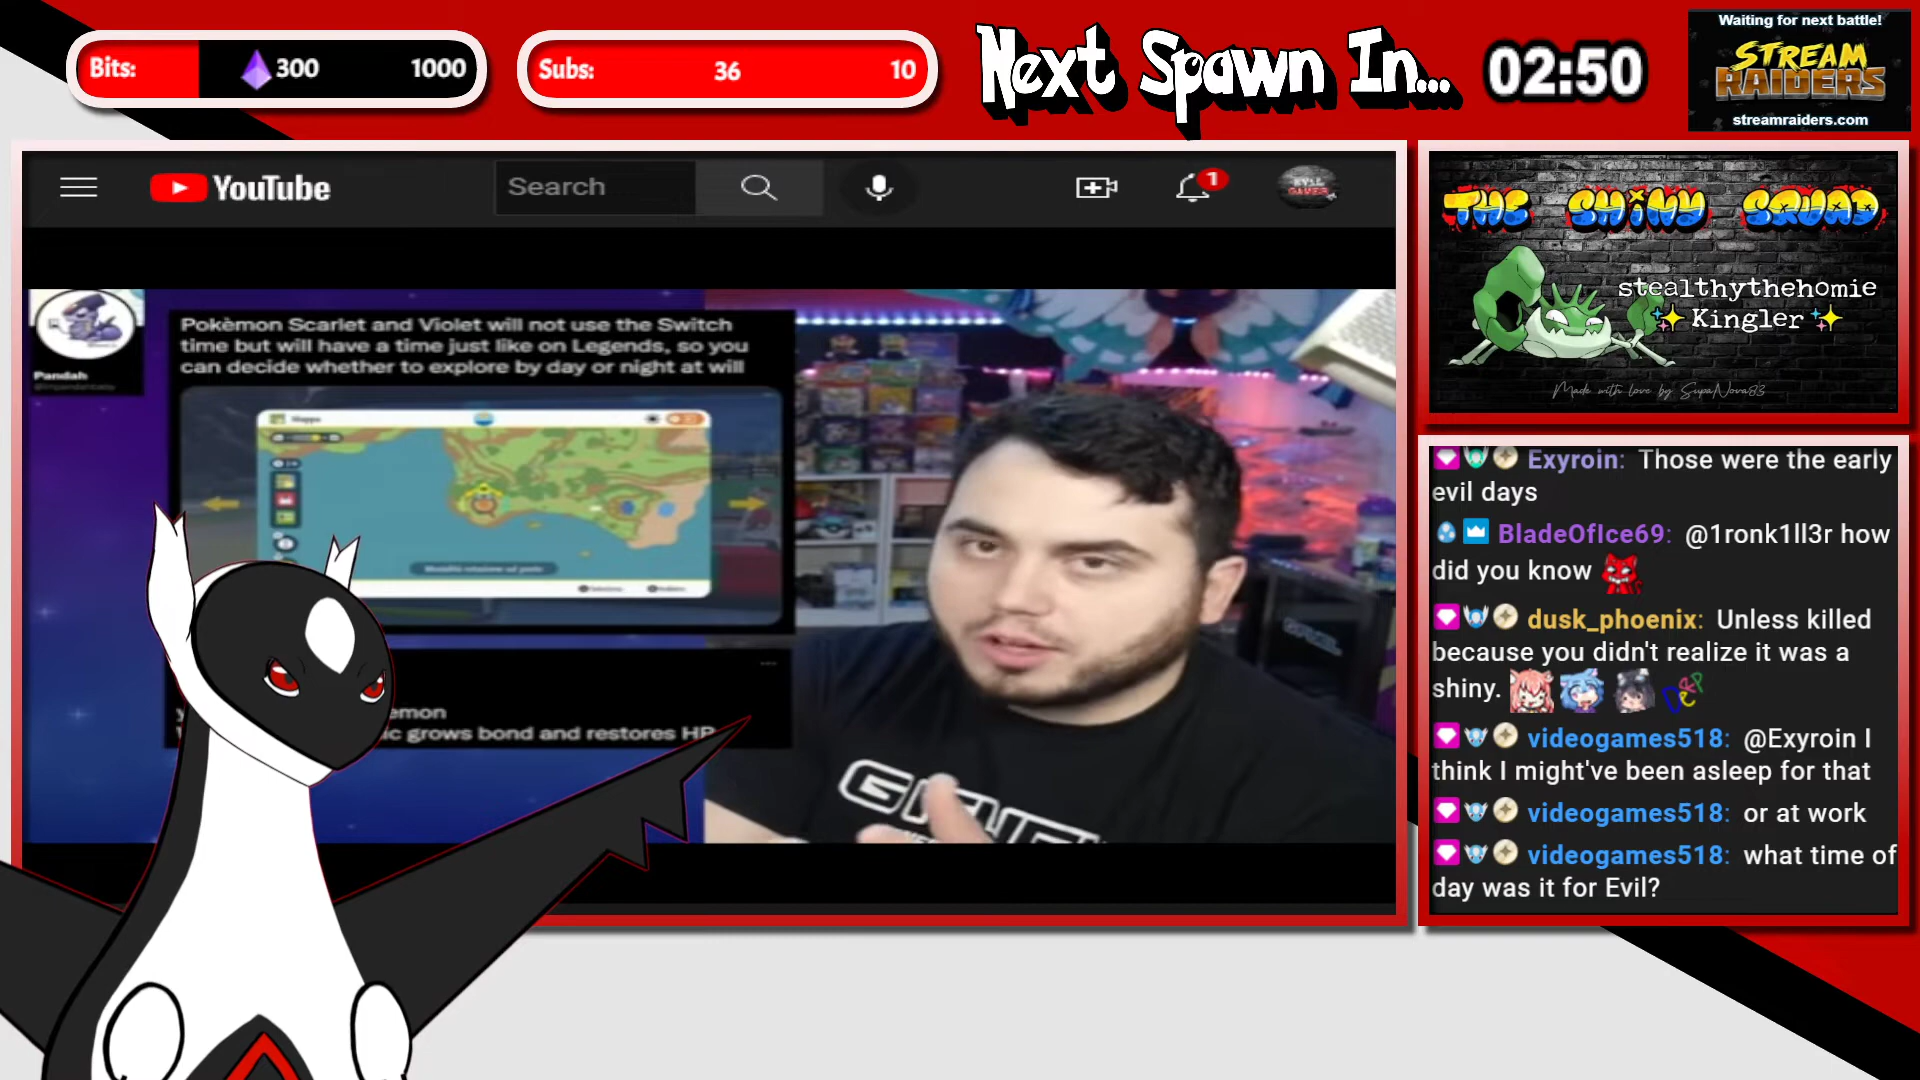 Bits:
300
1000
Subs:
36
10
Next Spawn In...
02:50
Waiting for next battle!
STREAM
RAIDERS
streamraiders.com
YouTube
Search
1
Pandah
Pokèmon Scarlet and Violet will not use the Switch
time but will have a time just like on Legends, so you
can decide whether to explore by day or night at will
Mappa
emon
ic grows bond and restores HP
THE SHINY SQUAD
stealthythehomie
Kingler
Made with love by SupaNova83
Exyroin: Those were the early
evil days
BladeOfIce69: @1ronk1ll3r how
did you know
dusk_phoenix: Unless killed
because you didn't realize it was a
shiny.
videogames518: @Exyroin I
think I might've been asleep for that
videogames518: or at work
videogames518: what time of
day was it for Evil?